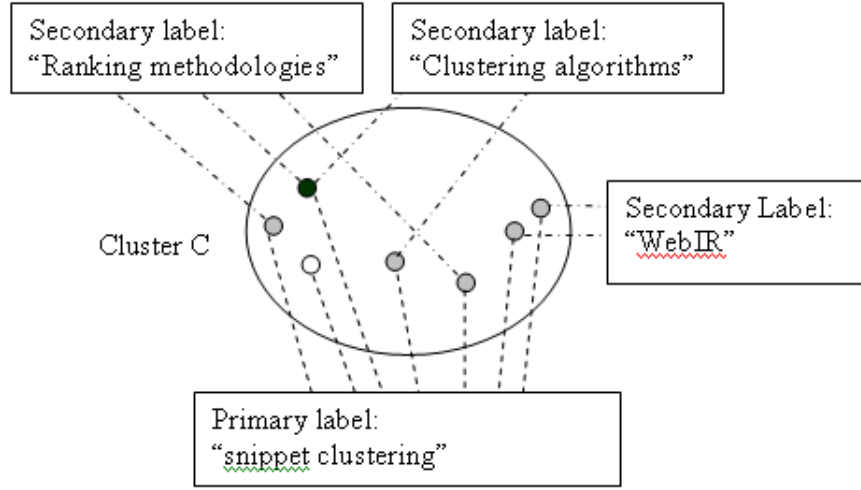 Secondary label:
“Ranking methodologies”
Secondary label:
“Clustering algorithms”
Secondary Label:
“WebIR”
Cluster C
Primary label:
“snippet clustering”